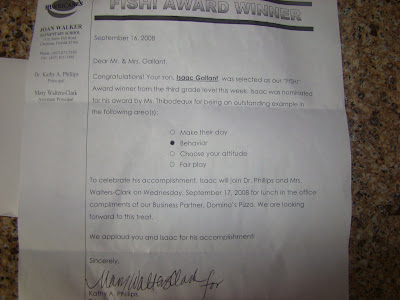 FISH! AWARD WINNER
JOAN WALKER
ELEMENTARY SCHOOL
September 16, 2008
Dear Mr. & Mrs. Gallant,
Dr. Kathy A. Phillips
Principal
Mary Walters-Clark
Assistant Principal
Congratulations! Your son, Isaac Gallant, was selected as our "FISH!"
Award winner from the third grade level this week. Isaac was nominated
for his award by Ms. Thibodeaux for being an outstanding example in
the following area(s):
Make their day
Behavior
Choose your attitude
Fair play
To celebrate his accomplishment, Isaac will join Dr. Phillips and Mrs.
Walters-Clark on Wednesday, September 17, 2008 for lunch in the office
compliments of our Business Partner, Domino's Pizza. We are looking
forward to this treat.
We applaud you and Isaac for his accomplishment!
Sincerely,
Mary Walters Clark for
Kathy A. Phillips